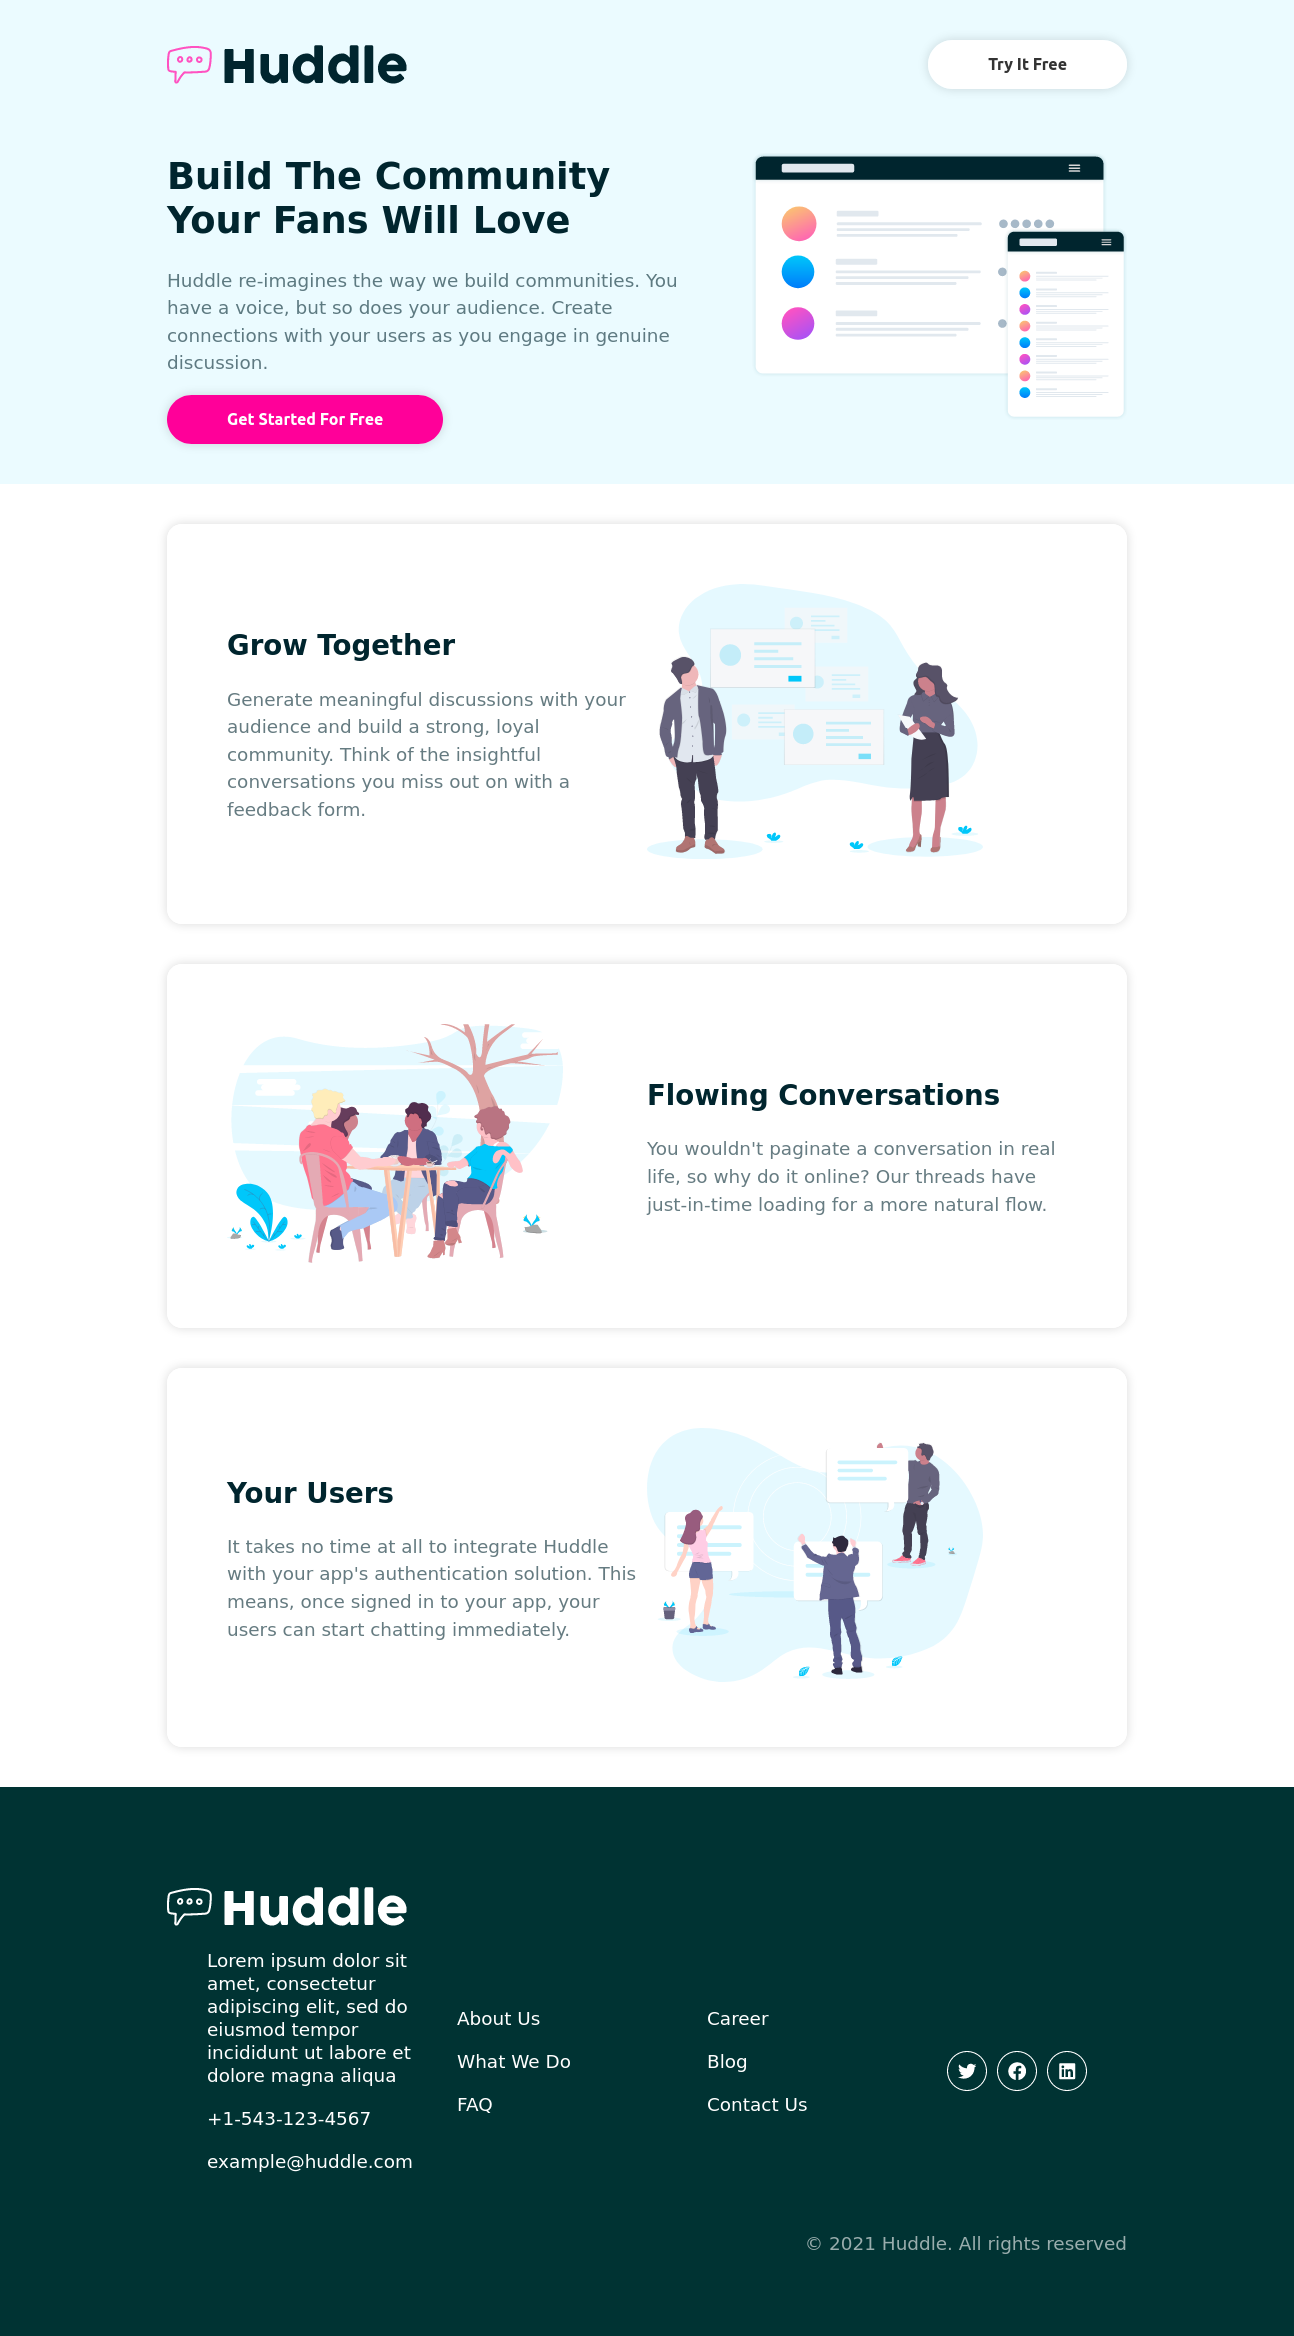 Huddle
Try It Free
Build The Community
Your Fans Will Love
Huddle re-imagines the way we build communities. You
have a voice, but so does your audience. Create
connections with your users as you engage in genuine
discussion.
Get Started For Free
Grow Together
Generate meaningful discussions with your
audience and build a strong, loyal
community. Think of the insightful
conversations you miss out on with a
feedback form.
Flowing Conversations
You wouldn't paginate a conversation in real
life, so why do it online? Our threads have
just-in-time loading for a more natural flow.
Your Users
It takes no time at all to integrate Huddle
with your app's authentication solution. This
means, once signed in to your app, your
users can start chatting immediately.
Huddle
Lorem ipsum dolor sit
amet, consectetur
adipiscing elit, sed do
eiusmod tempor
incididunt ut labore et
dolore magna aliqua
+1-543-123-4567
example@huddle.com
About Us
What We Do
FAQ
Career
Blog
Contact Us
© 2021 Huddle. All rights reserved